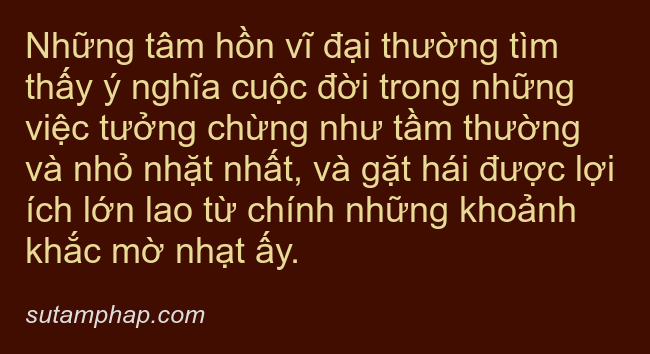 Những tâm hồn vĩ đại thường tìm
thấy ý nghĩa cuộc đời trong những
việc tưởng chừng như tầm thường
và nhỏ nhặt nhất, và gặt hái được lợi
ích lớn lao từ chính những khoảnh
khắc mờ nhạt ấy.
sutamphap.com